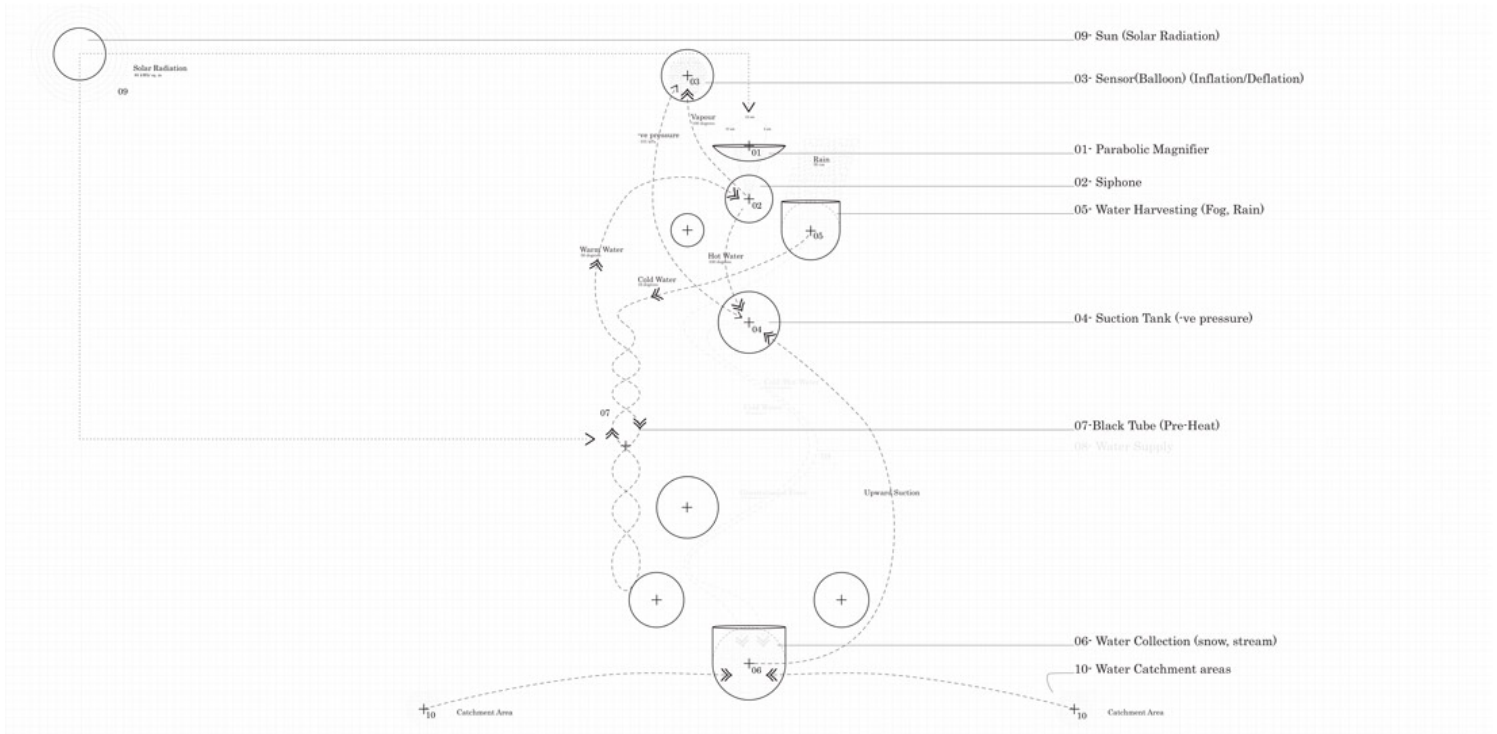 09- Sun (Solar Radiation)
Solar Radiation
09
03
03- Sensor(Balloon) (Inflation/Deflation)
Vapour
-ve pressure
01
01- Parabolic Magnifier
Rain
02- Siphone
02
05- Water Harvesting (Fog, Rain)
05
Warm Water
Hot Water
Cold Water
04- Suction Tank (-ve pressure)
04
07
07-Black Tube (Pre-Heat)
08- Water Supply
Upward Suction
06- Water Collection (snow, stream)
06
10- Water Catchment areas
10
Catchment Area
10
Catchment Area